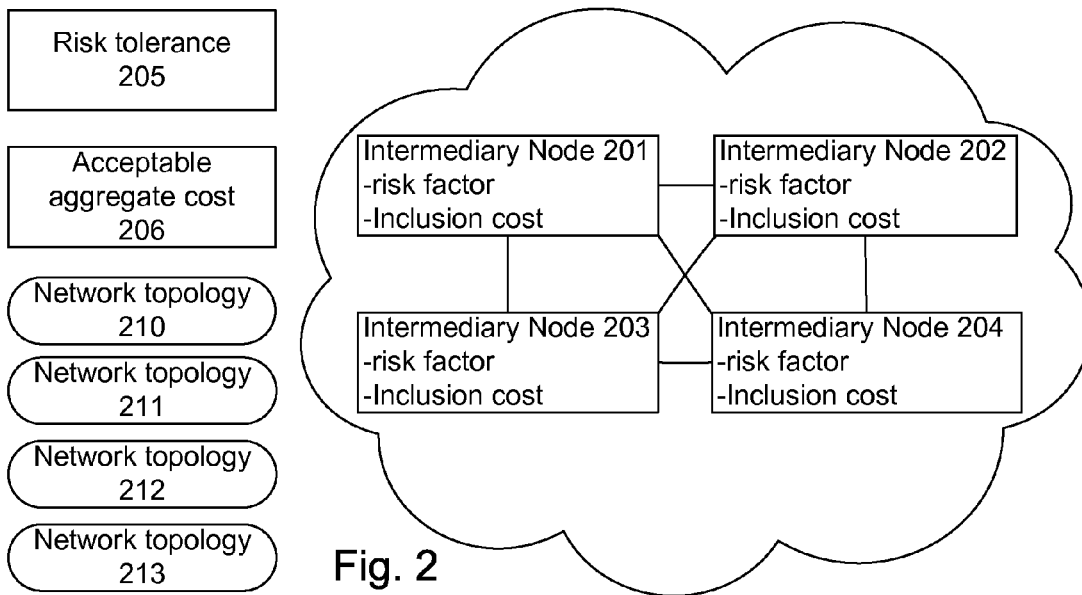 Risk tolerance
205
Acceptable
aggregate cost
206
Network topology
210
Network topology
211
Network topology
212
Network topology
213
Intermediary Node 201
-risk factor
-Inclusion cost
Intermediary Node 202
-risk factor
-Inclusion cost
Intermediary Node 203
-risk factor
-Inclusion cost
Intermediary Node 204
-risk factor
-Inclusion cost
Fig. 2